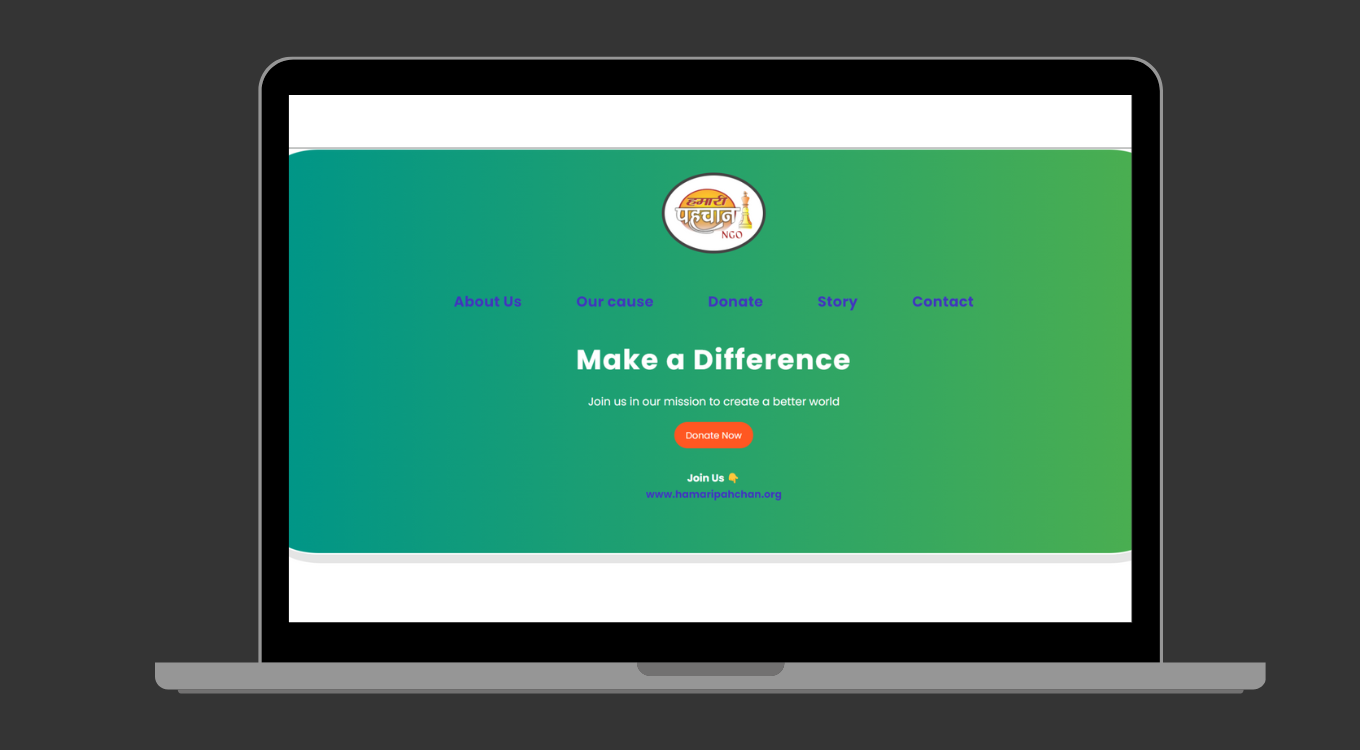 हमारी
पहचान
NGO
About Us Our cause Donate Story Contact
Make a Difference
Join us in our mission to create a better world
Donate Now
Join Us 👇
www.hamaripahchan.org